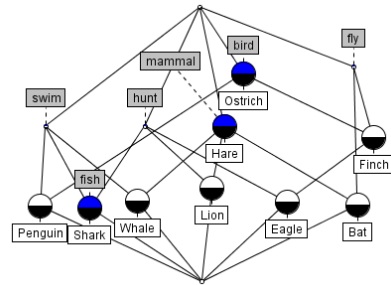 bird
fly
mammal
Ostrich
swim
hunt
Hare
Finch
fish
Penguin
Shark
Whale
Lion
Eagle
Bat